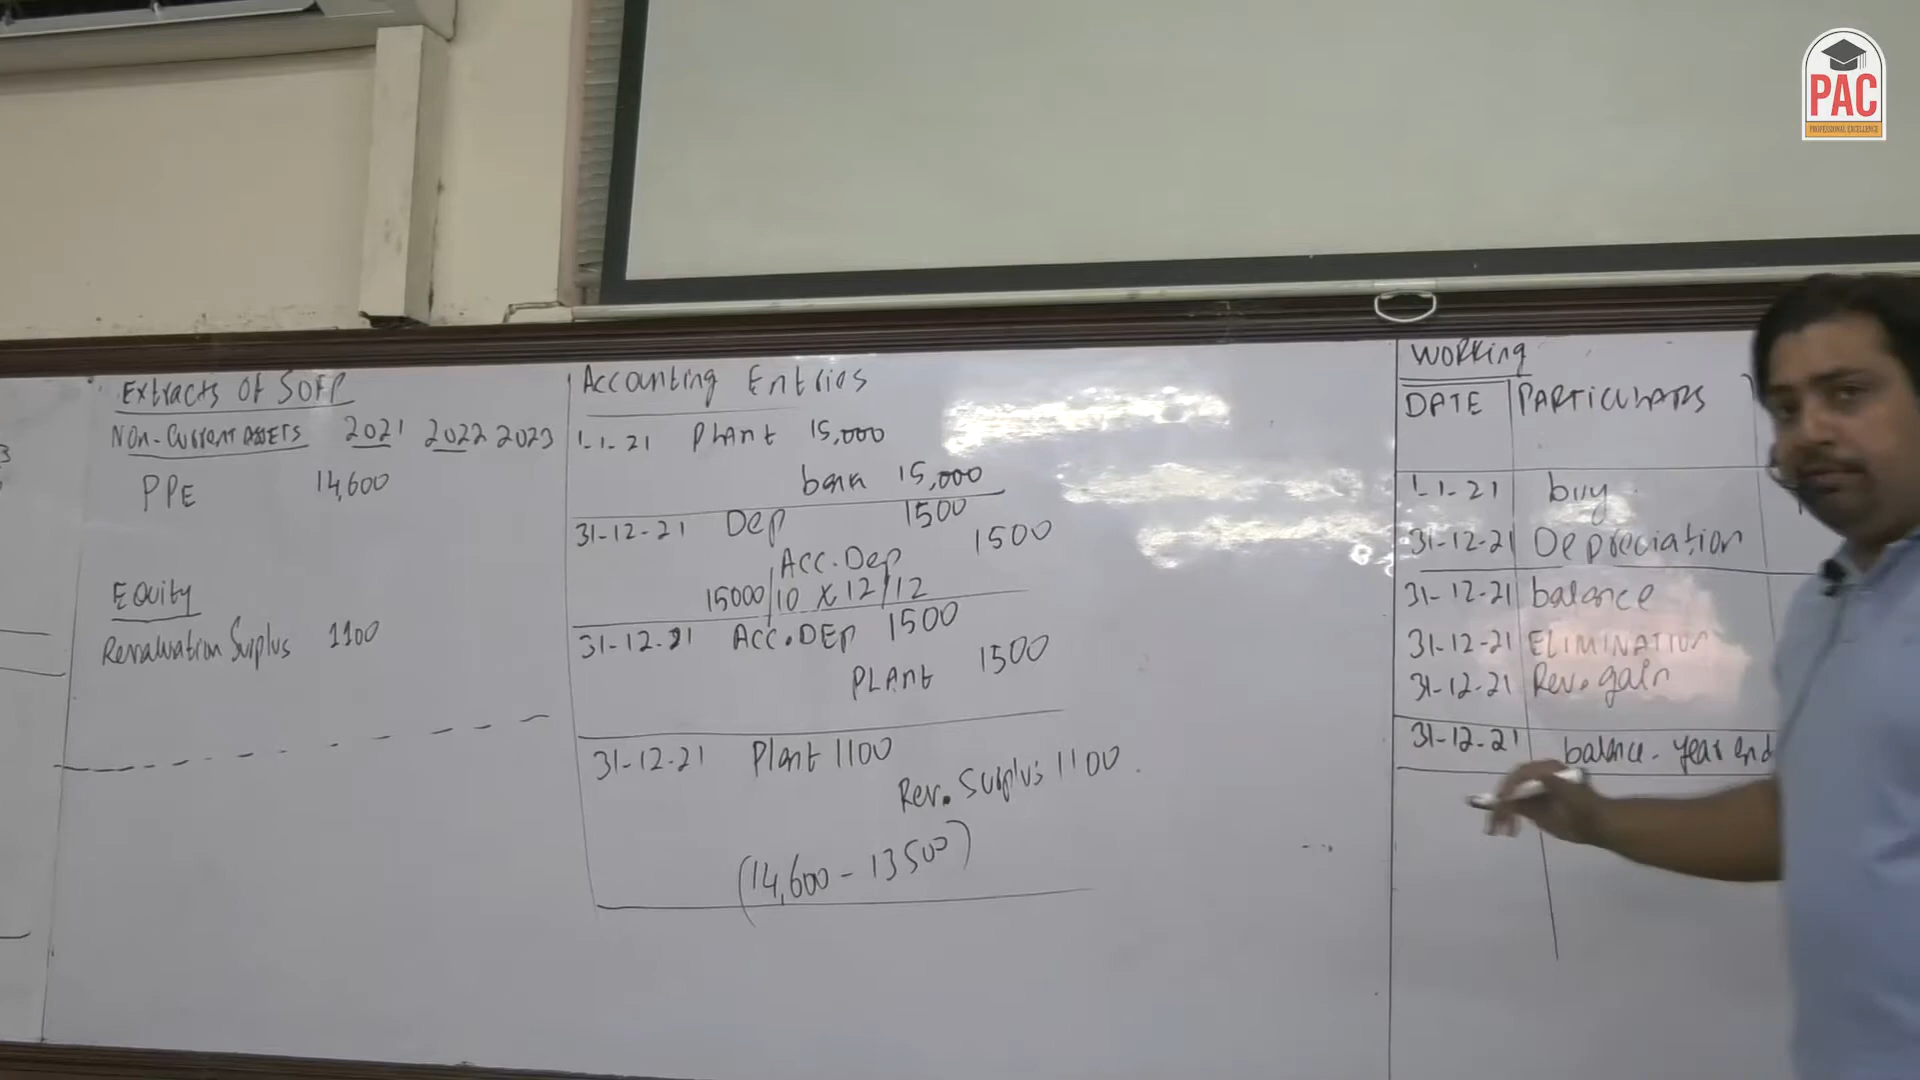 PAC
PROFESSIONAL EXCELLENCE
3
Extracts of SOFP
Non-Current ASSETS 2021 2022 2023
PPE 14,600
Equity
Revaluation Surplus 1100
Accounting Entries
1-1-21 PLAnt 15,000
bank 15,000
31-12-21 Dep 1500
Acc.Dep 1500
15000/10 x 12/12
31-12-21 Acc.DEp 1500
PLAnt 1500
31-12-21 Plant 1100
Rev. Surplus 1100
(14,600 - 13500)
Working
DATE PARTICULARS
1-1-21 buy
31-12-21 Depreciation
31-12-21 balance
31-12-21 ELIMINATION
31-12-21 Rev. gain
31-12-21 balance - year end